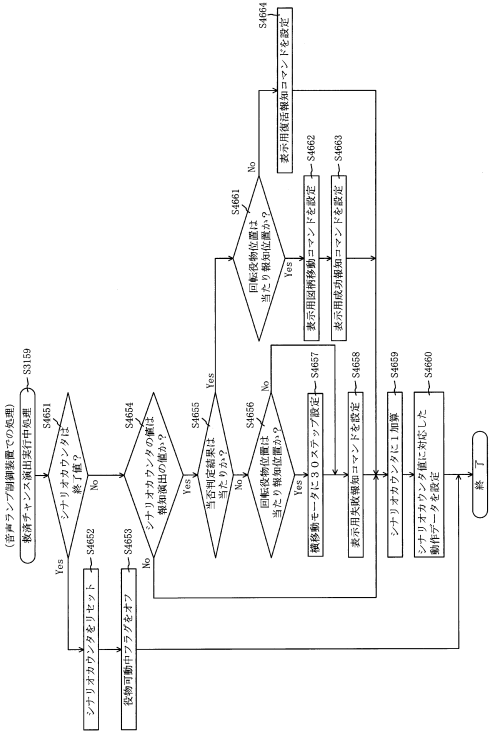 (音声ランプ制御装置での処理)
救済チャンス演出実行中処理
S3159
シナリオカウンタは
終了値か?
S4651
Yes
No
シナリオカウンタをリセット
S4652
役物可動中フラグをオフ
S4653
シナリオカウンタの値は
報知演出の値か?
S4654
No
Yes
当否判定結果は
当たりか?
S4655
Yes
No
回転役物位置は
当たり報知位置か?
S4656
No
Yes
横移動モータに30ステップ設定
S4657
表示用失敗報知コマンドを設定
S4658
回転役物位置は
当たり報知位置か?
S4661
No
Yes
表示用図柄移動コマンドを設定
S4662
表示用成功報知コマンドを設定
S4663
表示用復活報知コマンドを設定
S4664
シナリオカウンタに1加算
S4659
シナリオカウンタ値に対応した
動作データを設定
S4660
終了